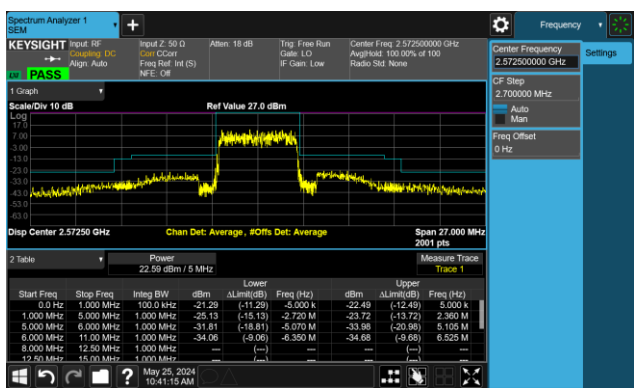 Spectrum Analyzer 1
SEM
+
Frequency
KEYSIGHT Input: RF Input Z: 50 Ω Atten: 18 dB Trig: Free Run Center Freq: 2.572500000 GHz
Coupling: DC Corr CCorr Gate: LO Avg|Hold: 100.00% of 100
Align: Auto Freq Ref: Int (S) IF Gain: Low Radio Std: None
NFE: Off
PASS
Center Frequency
2.572500000 GHz
Settings
CF Step
2.700000 MHz
Auto
Man
Freq Offset
0 Hz
1 Graph
Scale/Div 10 dB Ref Value 27.0 dBm
Log
17.0
7.00
-3.00
-13.0
-23.0
-33.0
-43.0
-53.0
-63.0
Disp Center 2.57250 GHz Chan Det: Average, #Offs Det: Average Span 27.000 MHz
2001 pts
2 Table Power Measure Trace
22.59 dBm / 5 MHz Trace 1
Lower Upper
Start Freq Stop Freq Integ BW dBm ΔLimit(dB) Freq (Hz) dBm ΔLimit(dB) Freq (Hz)
0.0 Hz 1.000 MHz 100.0 kHz -21.29 (-11.29) -5.000 k -22.49 (-12.49) 5.000 k
1.000 MHz 5.000 MHz 1.000 MHz -25.13 (-15.13) -2.720 M -23.72 (-13.72) 2.360 M
5.000 MHz 6.000 MHz 1.000 MHz -31.81 (-18.81) -5.070 M -33.98 (-20.98) 5.105 M
6.000 MHz 11.00 MHz 1.000 MHz -34.06 (-9.06) -6.350 M -34.68 (-9.68) 6.525 M
8.000 MHz 12.50 MHz 1.000 MHz --- (---) --- --- (---) ---
12.50 MHz 15.00 MHz 1.000 MHz --- (---) --- --- (---) ---
? May 25, 2024
10:41:15 AM